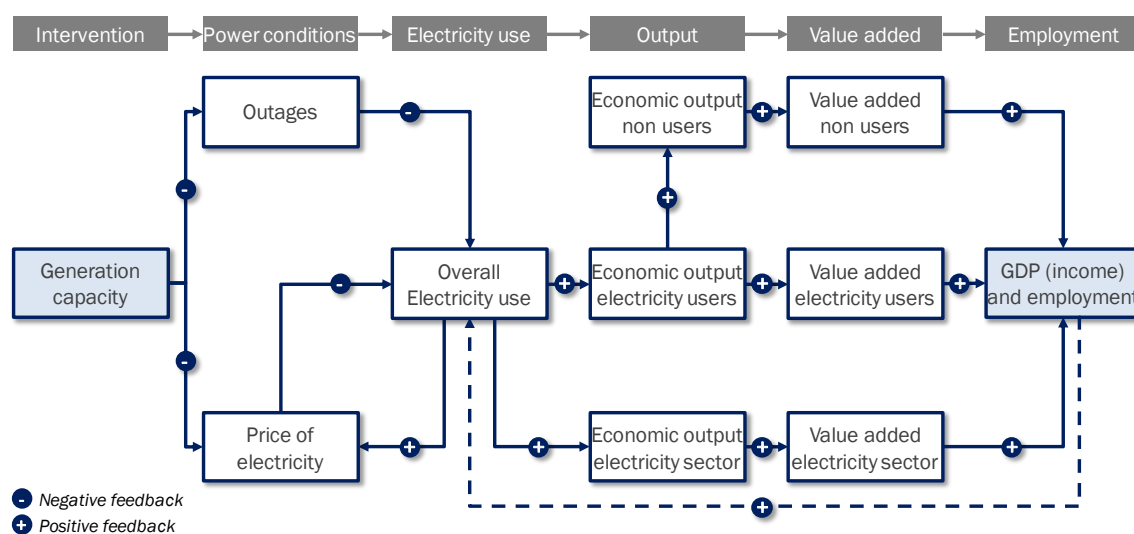 Intervention
Power conditions
Electricity use
Output
Value added
Employment
Outages
-
Economic output
non users
+
Value added
non users
+
-
+
Generation
capacity
-
Overall
Electricity use
+
Economic output
electricity users
+
Value added
electricity users
+
GDP (income)
and employment
-
Price of
electricity
+
+
Economic output
electricity sector
+
Value added
electricity sector
+
+
- Negative feedback
+ Positive feedback